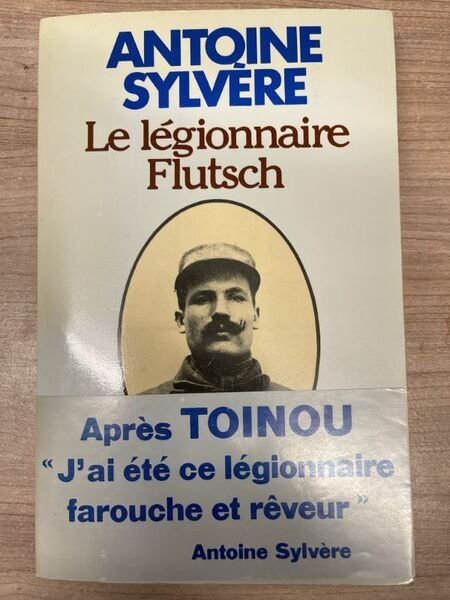 ANTOINE
SYLVÈRE
Le légionnaire
Flutsch
Après TOINOU
“J'ai été ce légionnaire
farouche et rêveur”
Antoine Sylvère